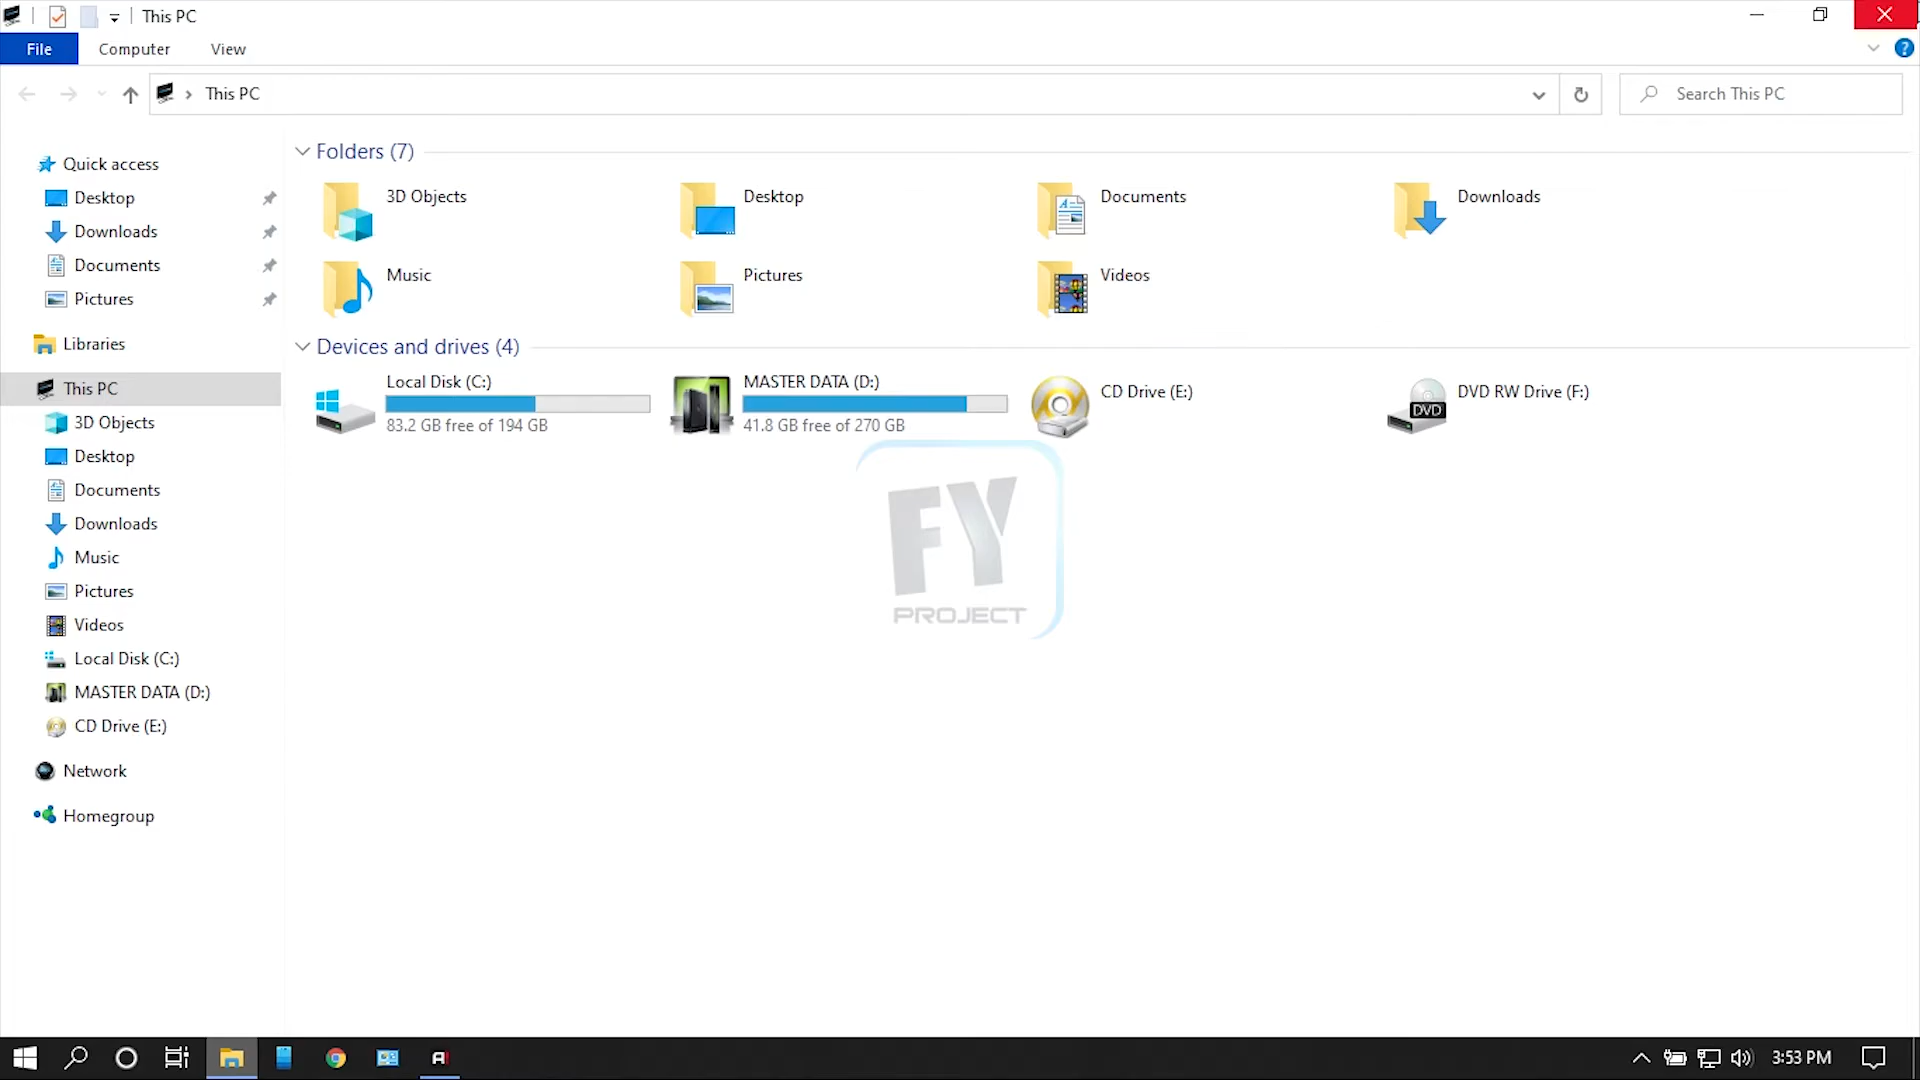 This PC
File
Computer
View
?
This PC
Search This PC
Quick access
Desktop
Downloads
Documents
Pictures
Libraries
This PC
3D Objects
Desktop
Documents
Downloads
Music
Pictures
Videos
Local Disk (C:)
MASTER DATA (D:)
CD Drive (E:)
Network
Homegroup
Folders (7)
3D Objects
Desktop
Documents
Downloads
Music
Pictures
Videos
Devices and drives (4)
Local Disk (C:)
83.2 GB free of 194 GB
MASTER DATA (D:)
41.8 GB free of 270 GB
CD Drive (E:)
DVD
DVD RW Drive (F:)
FY
PROJECT
A!
3:53 PM